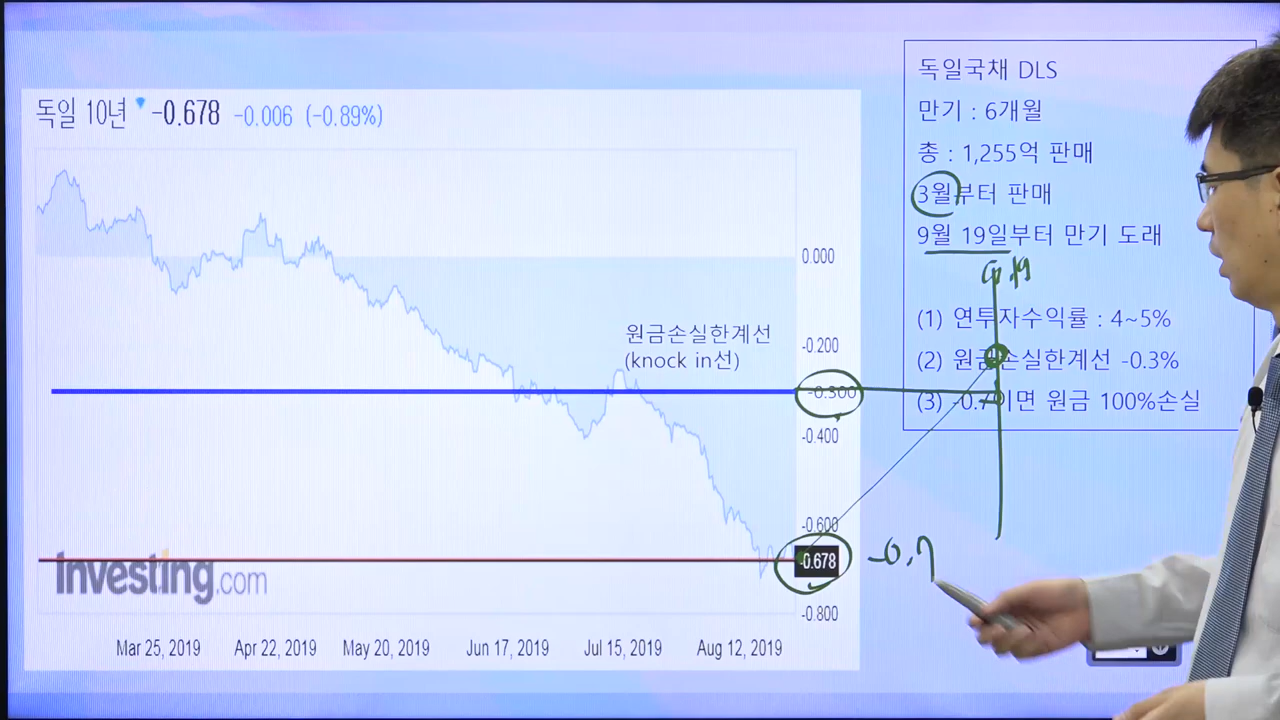 독일 10년 -0.678 -0.006 (-0.89%)
0.000
원금손실한계선
(knock in선)
-0.200
-0.300
-0.400
-0.600
-0.678
-0.800
Investing.com
Mar 25, 2019 Apr 22, 2019 May 20, 2019 Jun 17, 2019 Jul 15, 2019 Aug 12, 2019
독일국채 DLS
만기 : 6개월
총 : 1,255억 판매
3월부터 판매
9월 19일부터 만기 도래
(1) 연투자수익률 : 4~5%
(2) 원금손실한계선 -0.3%
(3) -0.7이면 원금 100%손실
-0.7